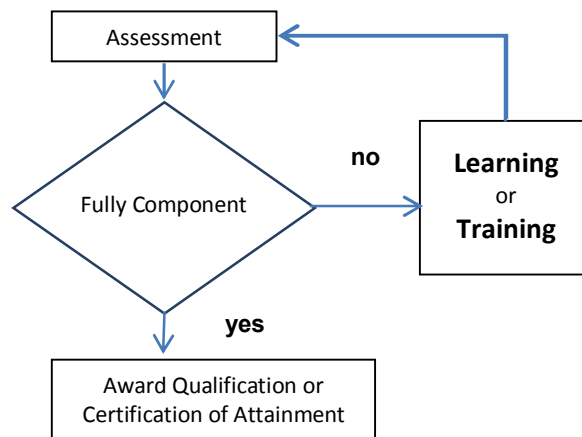 Assessment
no
Learning
or
Training
Fully Component
yes
Award Qualification or
Certification of Attainment